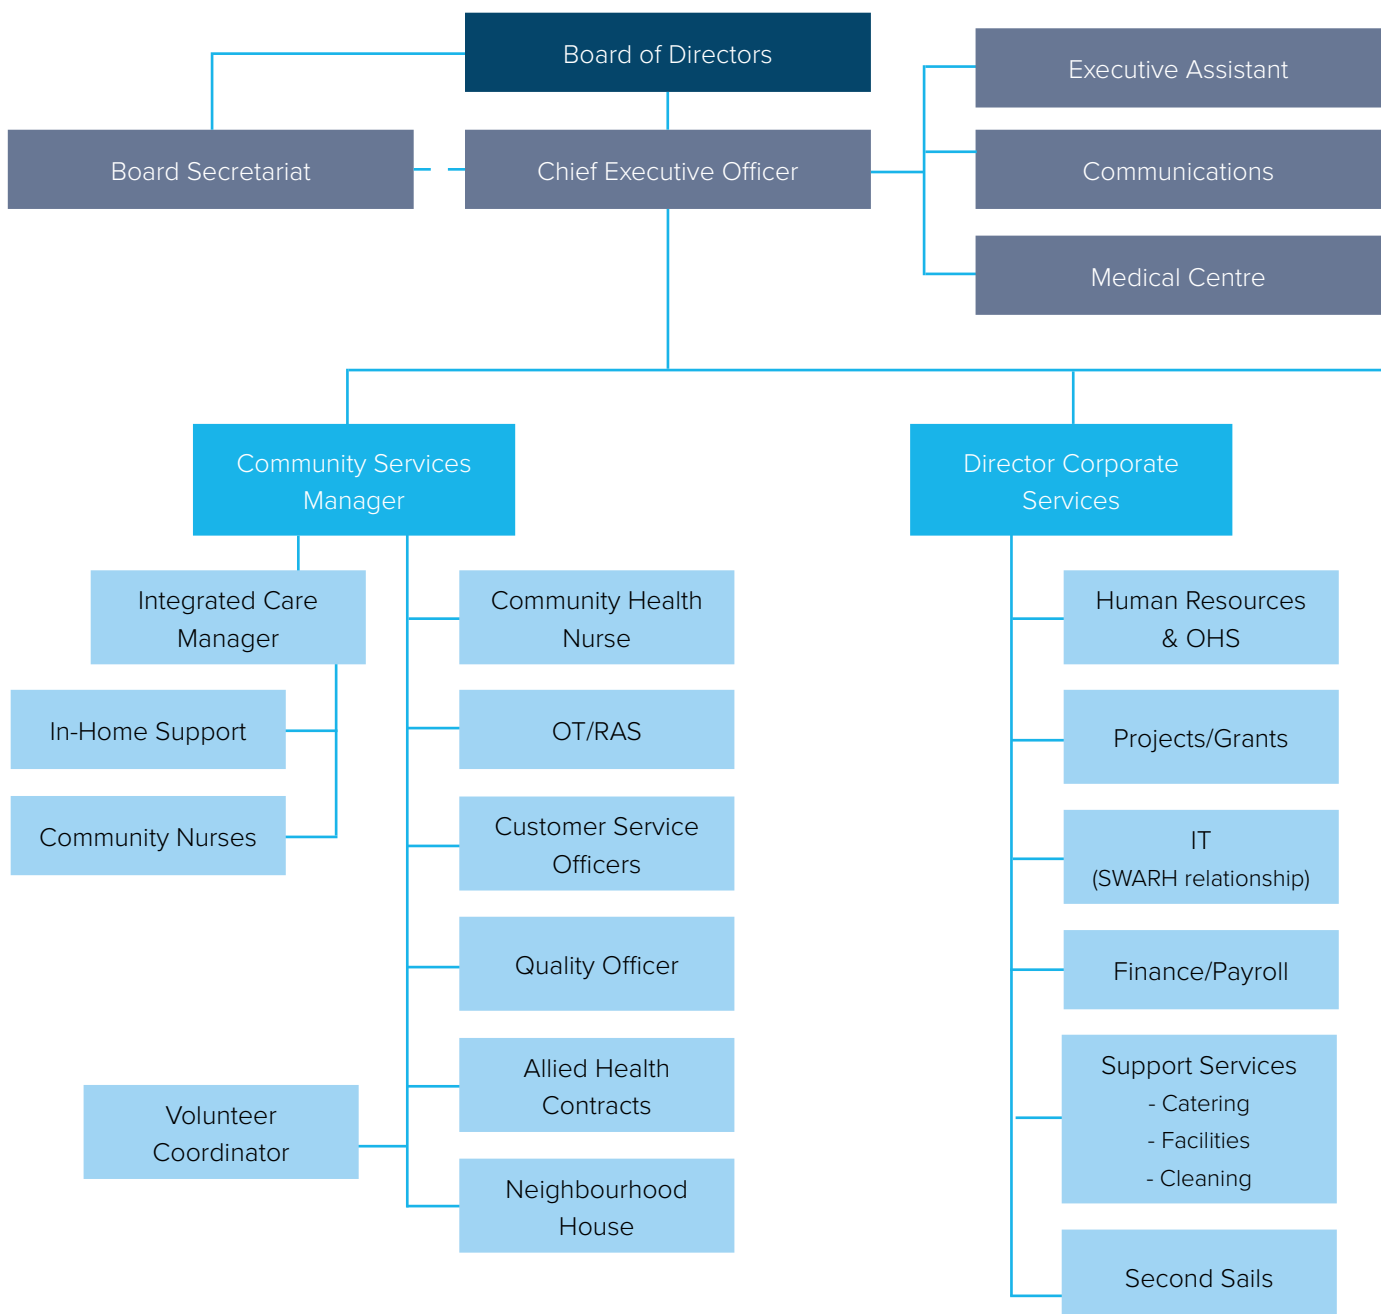 Board of Directors
Executive Assistant
Board Secretariat
Chief Executive Officer
Communications
Medical Centre
Community Services
Manager
Director Corporate
Services
Integrated Care
Manager
In-Home Support
Community Nurses
Community Health
Nurse
OT/RAS
Customer Service
Officers
Quality Officer
Allied Health
Contracts
Volunteer
Coordinator
Neighbourhood
House
Human Resources
& OHS
Projects/Grants
IT
(SWARH relationship)
Finance/Payroll
Support Services
- Catering
- Facilities
- Cleaning
Second Sails